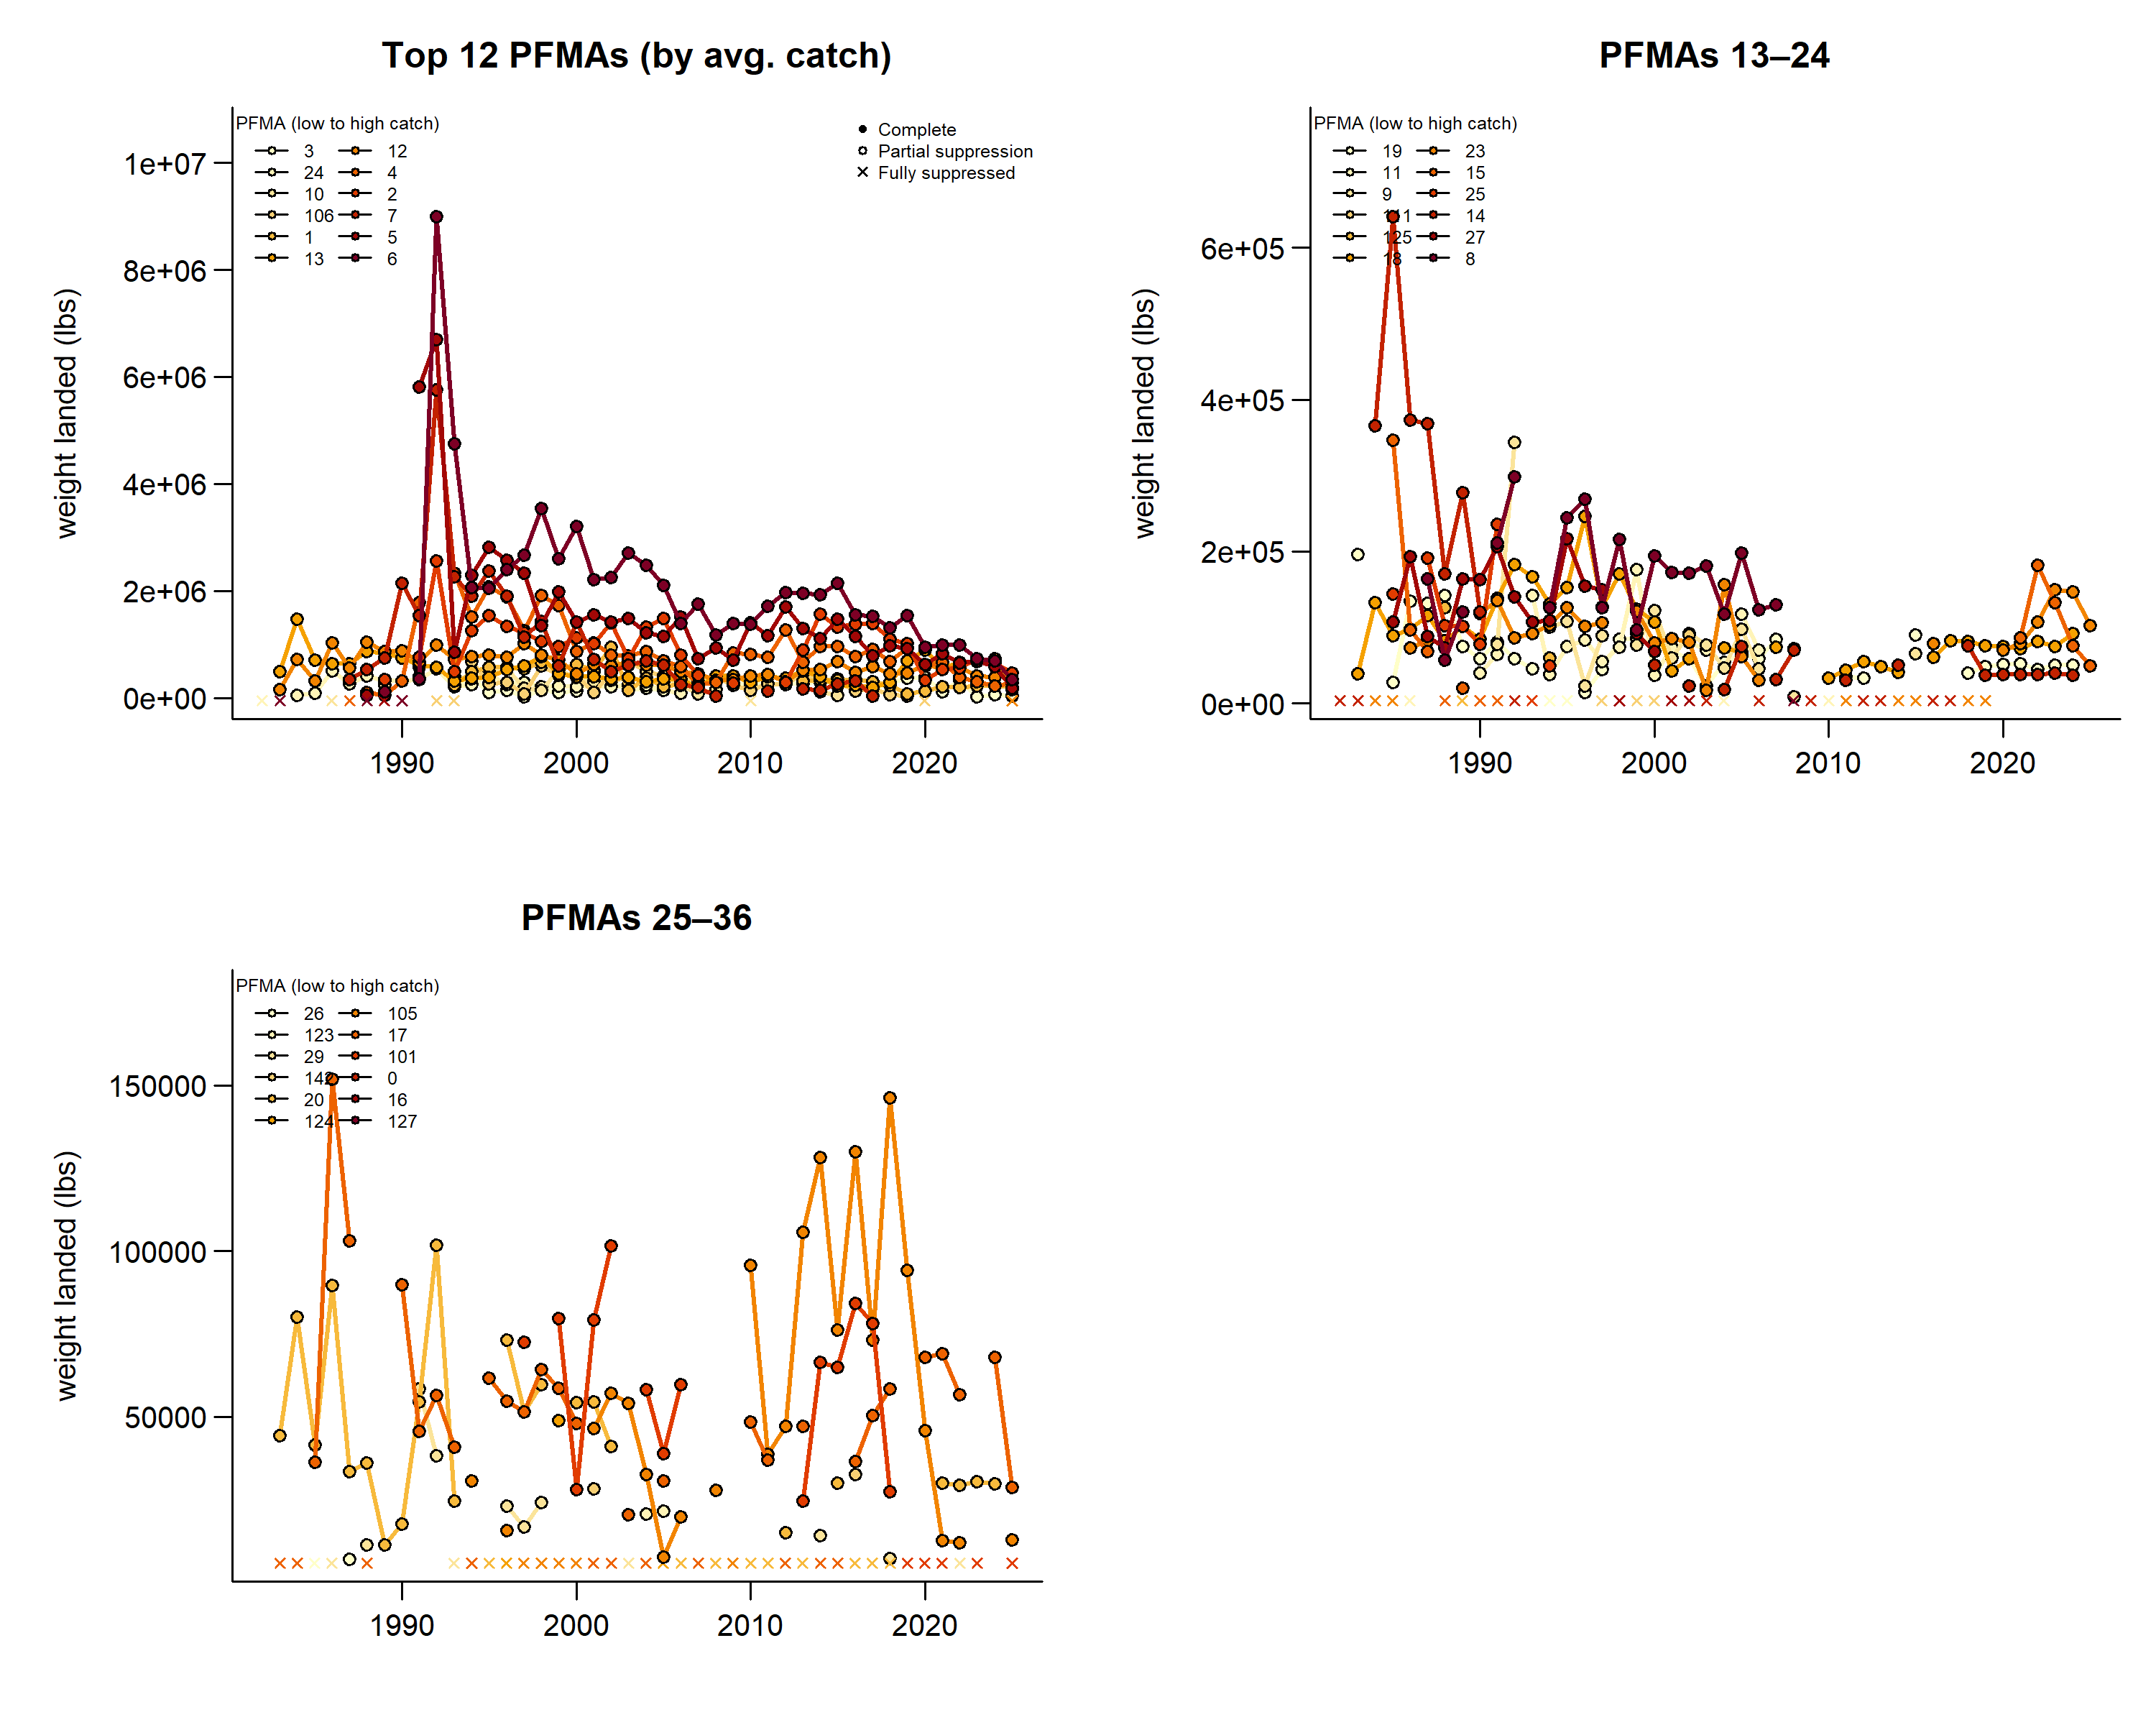 Top 12 PFMAs (by avg. catch)
PFMA (low to high catch)
3 12
24 4
10 2
106 7
1 5
13 6
Complete
Partial suppression
Fully suppressed
1e+07
8e+06
6e+06
4e+06
2e+06
0e+00
weight landed (lbs)
1990 2000 2010 2020
PFMAs 13–24
PFMA (low to high catch)
19 23
11 15
9 25
111 14
125 27
18 8
6e+05
4e+05
2e+05
0e+00
weight landed (lbs)
1990 2000 2010 2020
PFMAs 25–36
PFMA (low to high catch)
26 105
123 17
29 101
142 0
20 16
124 127
150000
100000
50000
weight landed (lbs)
1990 2000 2010 2020